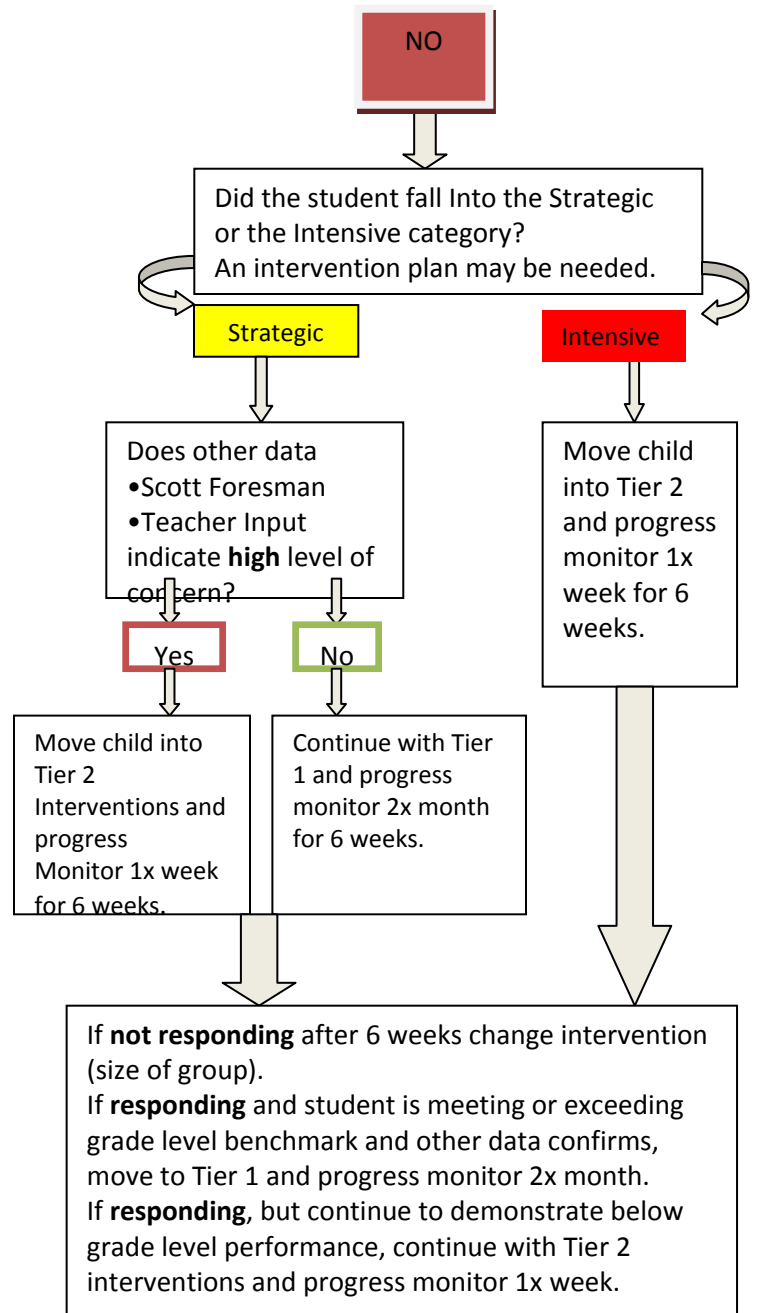 NO
Did the student fall Into the Strategic
or the Intensive category?
An intervention plan may be needed.
Strategic
Intensive
Does other data
•Scott Foresman
•Teacher Input
indicate high level of
concern?
Move child
into Tier 2
and progress
monitor 1x
week for 6
weeks.
Yes
No
Move child into
Tier 2
Interventions and
progress
Monitor 1x week
for 6 weeks.
Continue with Tier
1 and progress
monitor 2x month
for 6 weeks.
If not responding after 6 weeks change intervention
(size of group).
If responding and student is meeting or exceeding
grade level benchmark and other data confirms,
move to Tier 1 and progress monitor 2x month.
If responding, but continue to demonstrate below
grade level performance, continue with Tier 2
interventions and progress monitor 1x week.